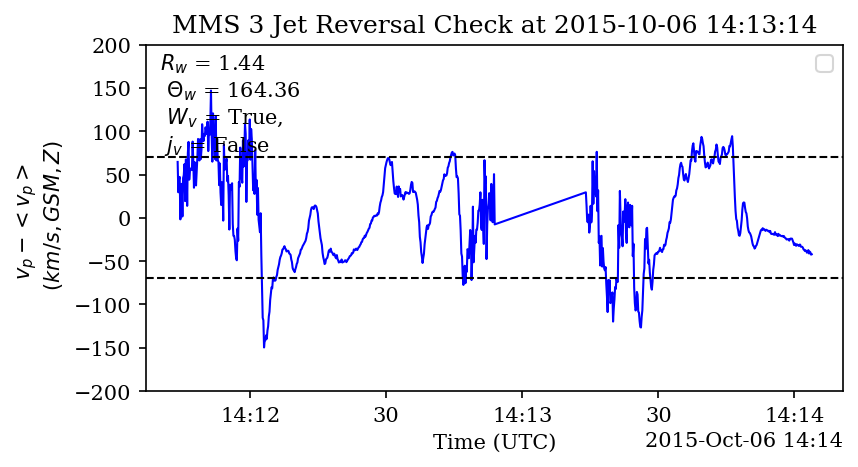 MMS 3 Jet Reversal Check at 2015-10-06 14:13:14
R_w = 1.44
Θ_w = 164.36
W_v = True,
j_v = False
200
150
100
50
0
−50
−100
−150
−200
v_p − < v_p >
(km/s, GSM, Z)
14:12 30 14:13 30 14:14
Time (UTC) 2015-Oct-06 14:14